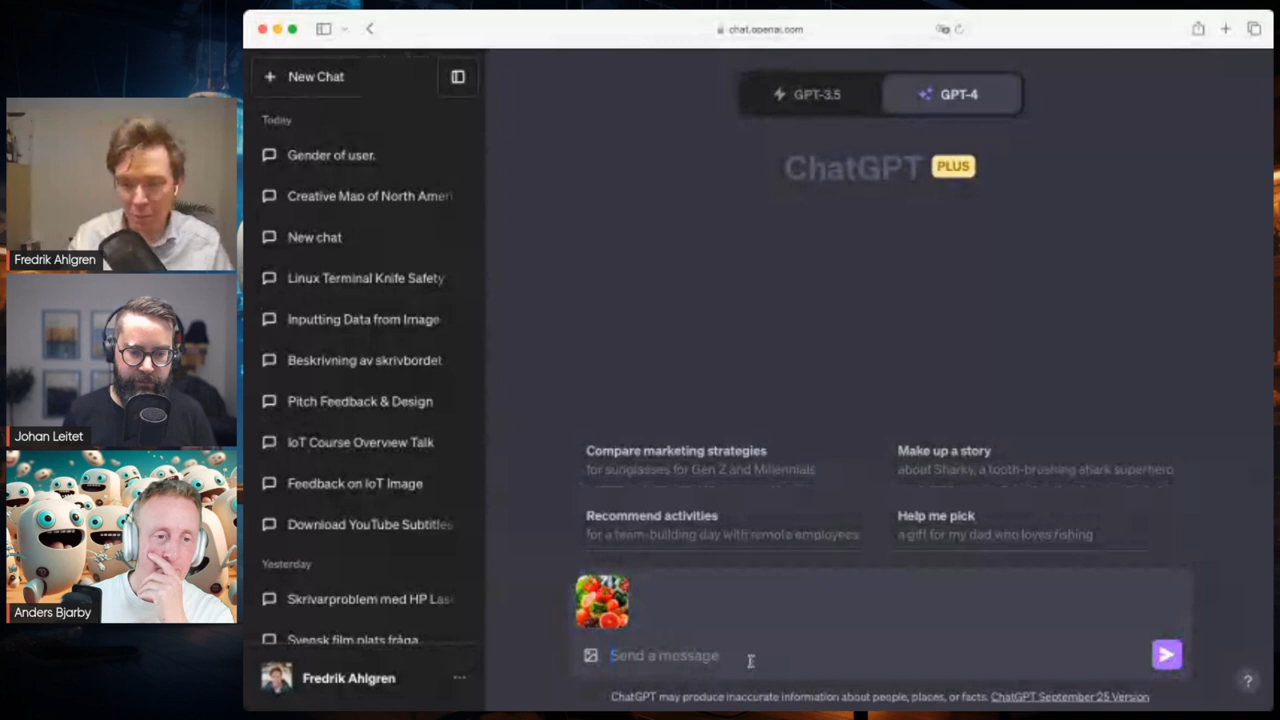 chat.openai.com
New Chat
GPT-3.5
GPT-4
Today
ChatGPT PLUS
Gender of user.
Creative Map of North Ameri
New chat
Linux Terminal Knife Safety
Inputting Data from Image
Beskrivning av skrivbordet
Pitch Feedback & Design
IoT Course Overview Talk
Feedback on IoT Image
Download YouTube Subtitles
Yesterday
Skrivarproblem med HP Las
Svensk film plats fråga
Fredrik Ahlgren
Compare marketing strategies
for sunglasses for Gen Z and Millennials
Make up a story
about Sharky, a tooth-brushing shark superhero
Recommend activities
for a team-building day with remote employees
Help me pick
a gift for my dad who loves fishing
Send a message
ChatGPT may produce inaccurate information about people, places, or facts. ChatGPT September 25 Version
?
Fredrik Ahlgren
Johan Leitet
Anders Bjarby